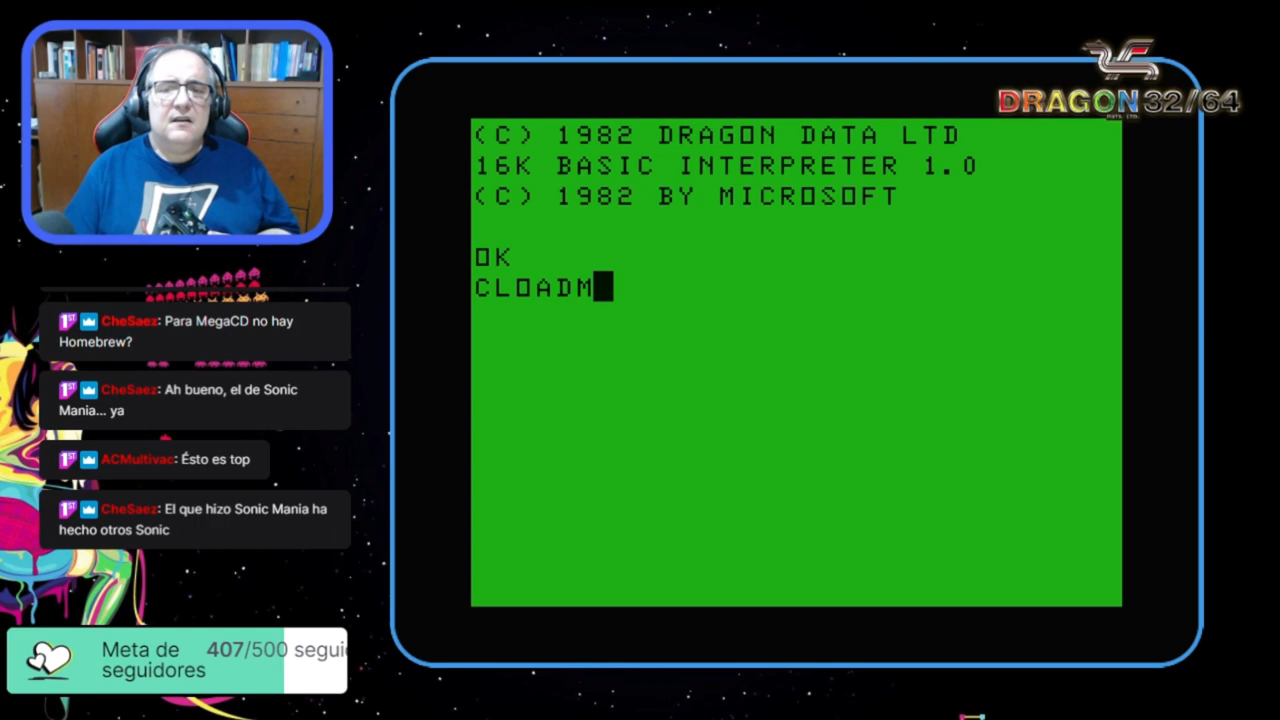 DRAGON 32/64
(C) 1982 DRAGON DATA LTD
16K BASIC INTERPRETER 1.0
(C) 1982 BY MICROSOFT
OK
CLOADM
CheSaez: Para MegaCD no hay
Homebrew?
CheSaez: Ah bueno, el de Sonic
Mania... ya
ACMultivac: Ésto es top
CheSaez: El que hizo Sonic Mania ha
hecho otros Sonic
Meta de
seguidores
407/500 segui